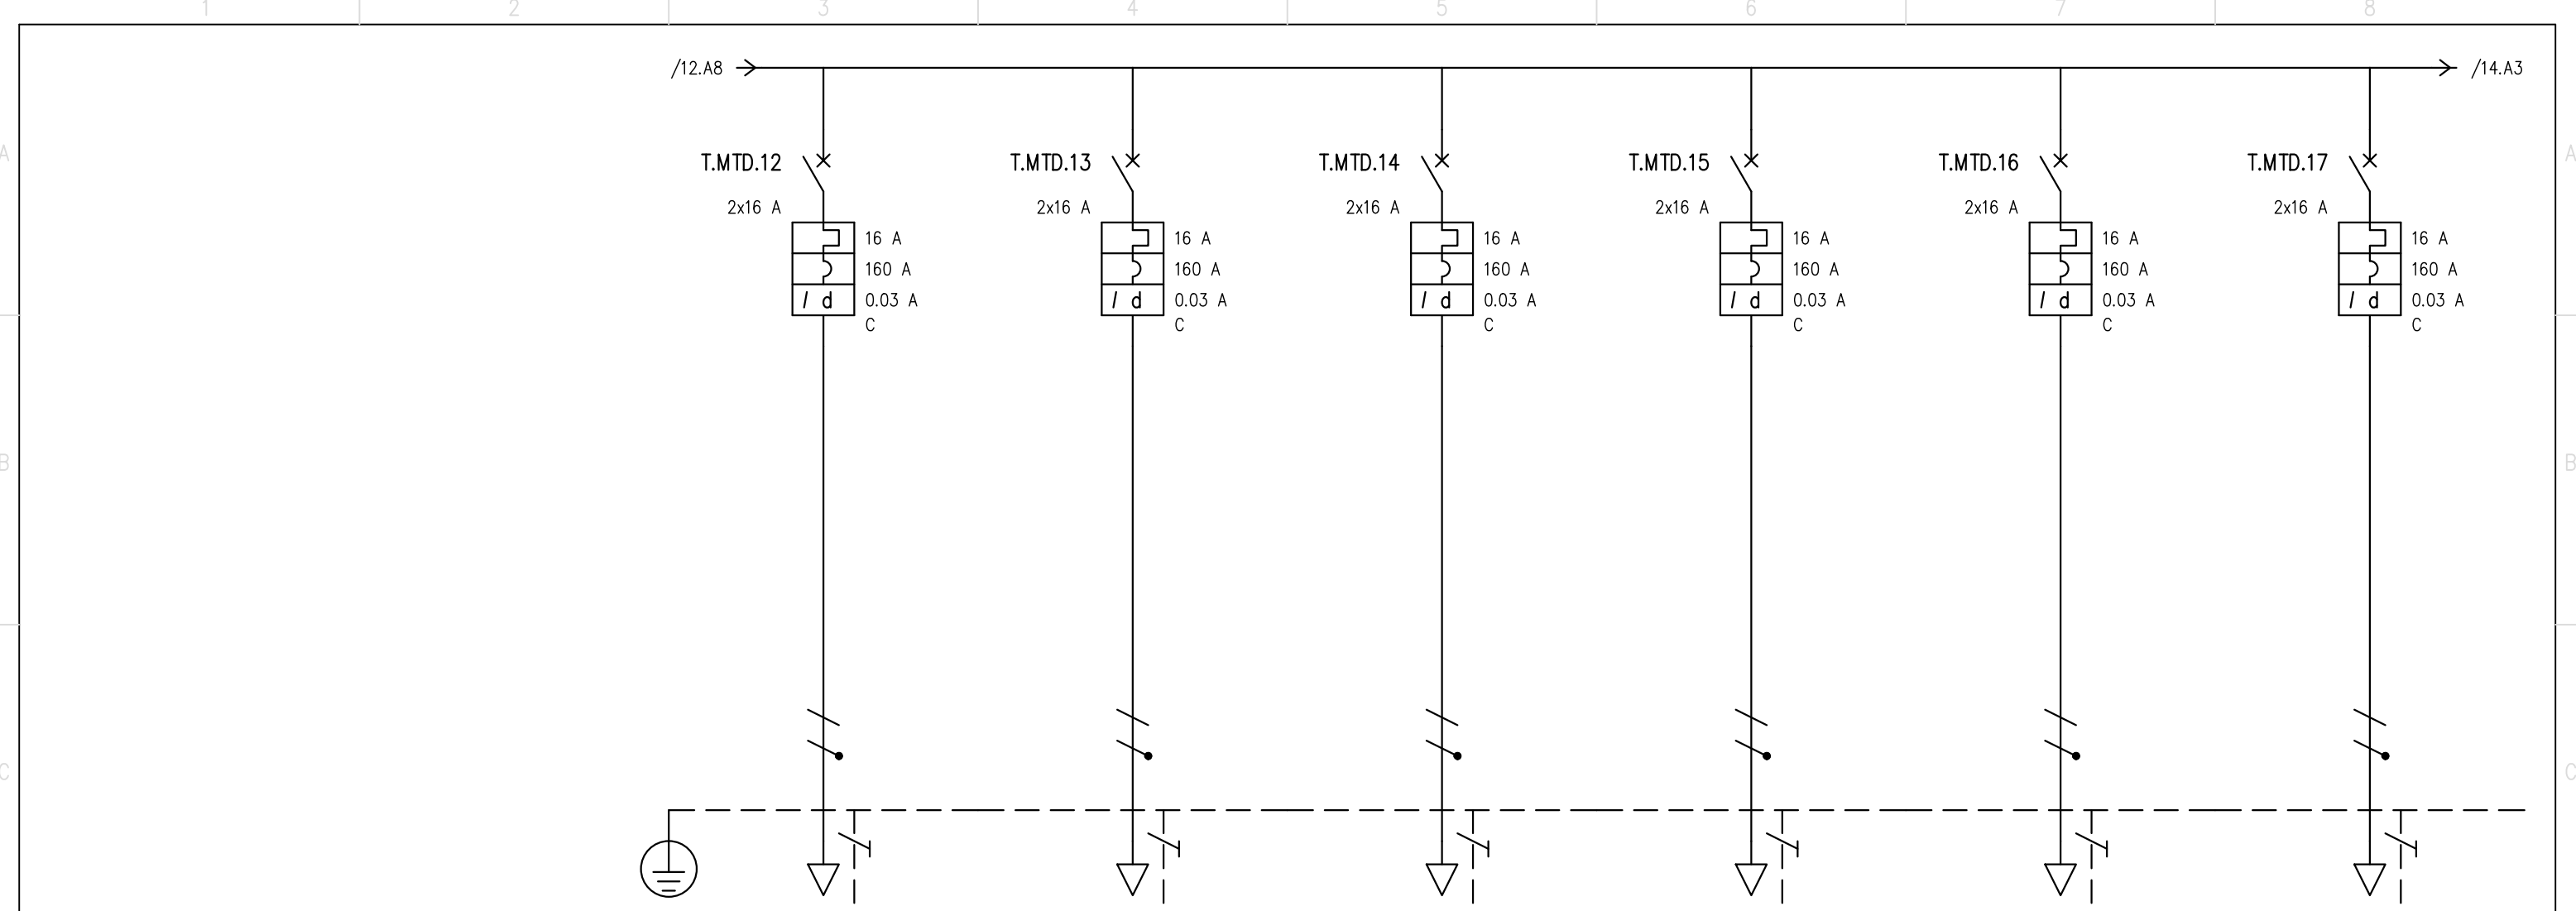 1 2 3 4 5 6 7 8
/12.A8 /14.A3
A A
T.MTD.12 T.MTD.13 T.MTD.14 T.MTD.15 T.MTD.16 T.MTD.17
2x16 A 2x16 A 2x16 A 2x16 A 2x16 A 2x16 A
16 A 16 A 16 A 16 A 16 A 16 A
160 A 160 A 160 A 160 A 160 A 160 A
I d 0.03 A I d 0.03 A I d 0.03 A I d 0.03 A I d 0.03 A I d 0.03 A
C C C C C C
B B
C C